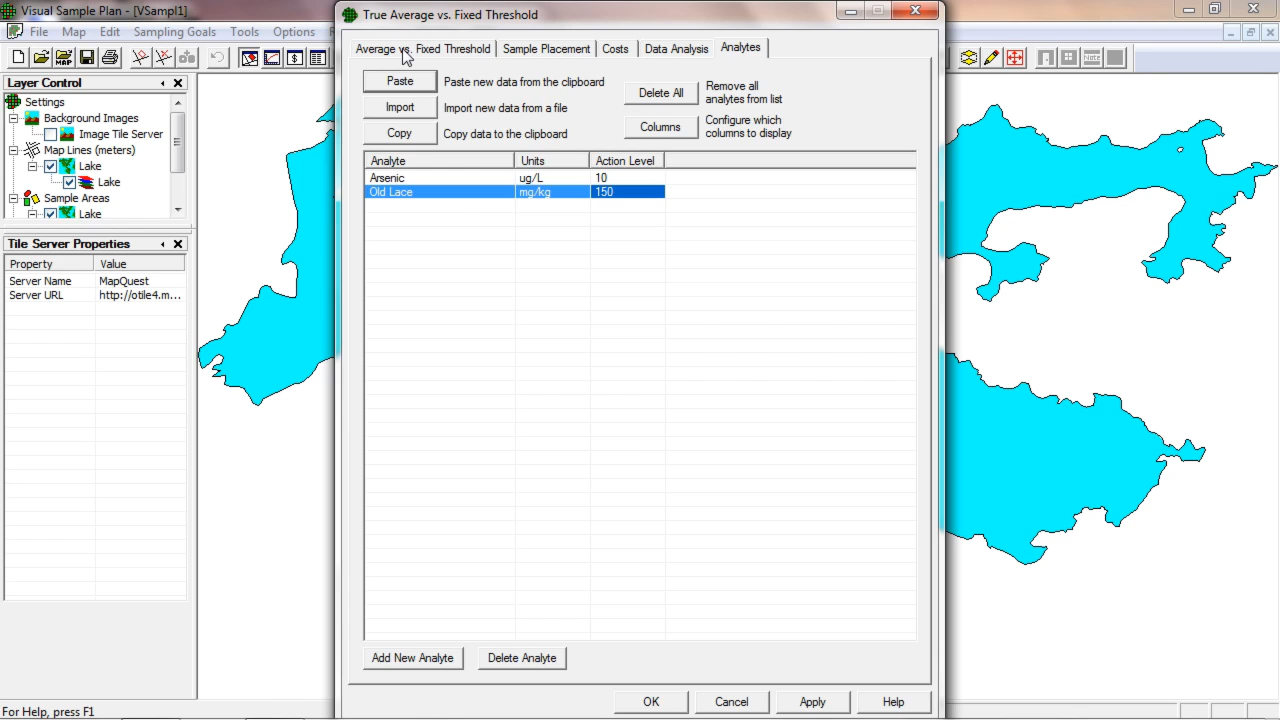 Visual Sample Plan - [VSampl1]
File Map Edit Sampling Goals Tools Options
Layer Control
Settings
Background Images
Image Tile Server
Map Lines (meters)
Lake
Lake
Sample Areas
Lake
Tile Server Properties
Property Value
Server Name MapQuest
Server URL http://otile4.m...
For Help, press F1
True Average vs. Fixed Threshold
Average vs. Fixed Threshold Sample Placement Costs Data Analysis Analytes
Paste Paste new data from the clipboard
Import Import new data from a file
Copy Copy data to the clipboard
Delete All Remove all
analytes from list
Columns Configure which
columns to display
Analyte Units Action Level
Arsenic ug/L 10
Old Lace mg/kg 150
Add New Analyte Delete Analyte
OK Cancel Apply Help
Note